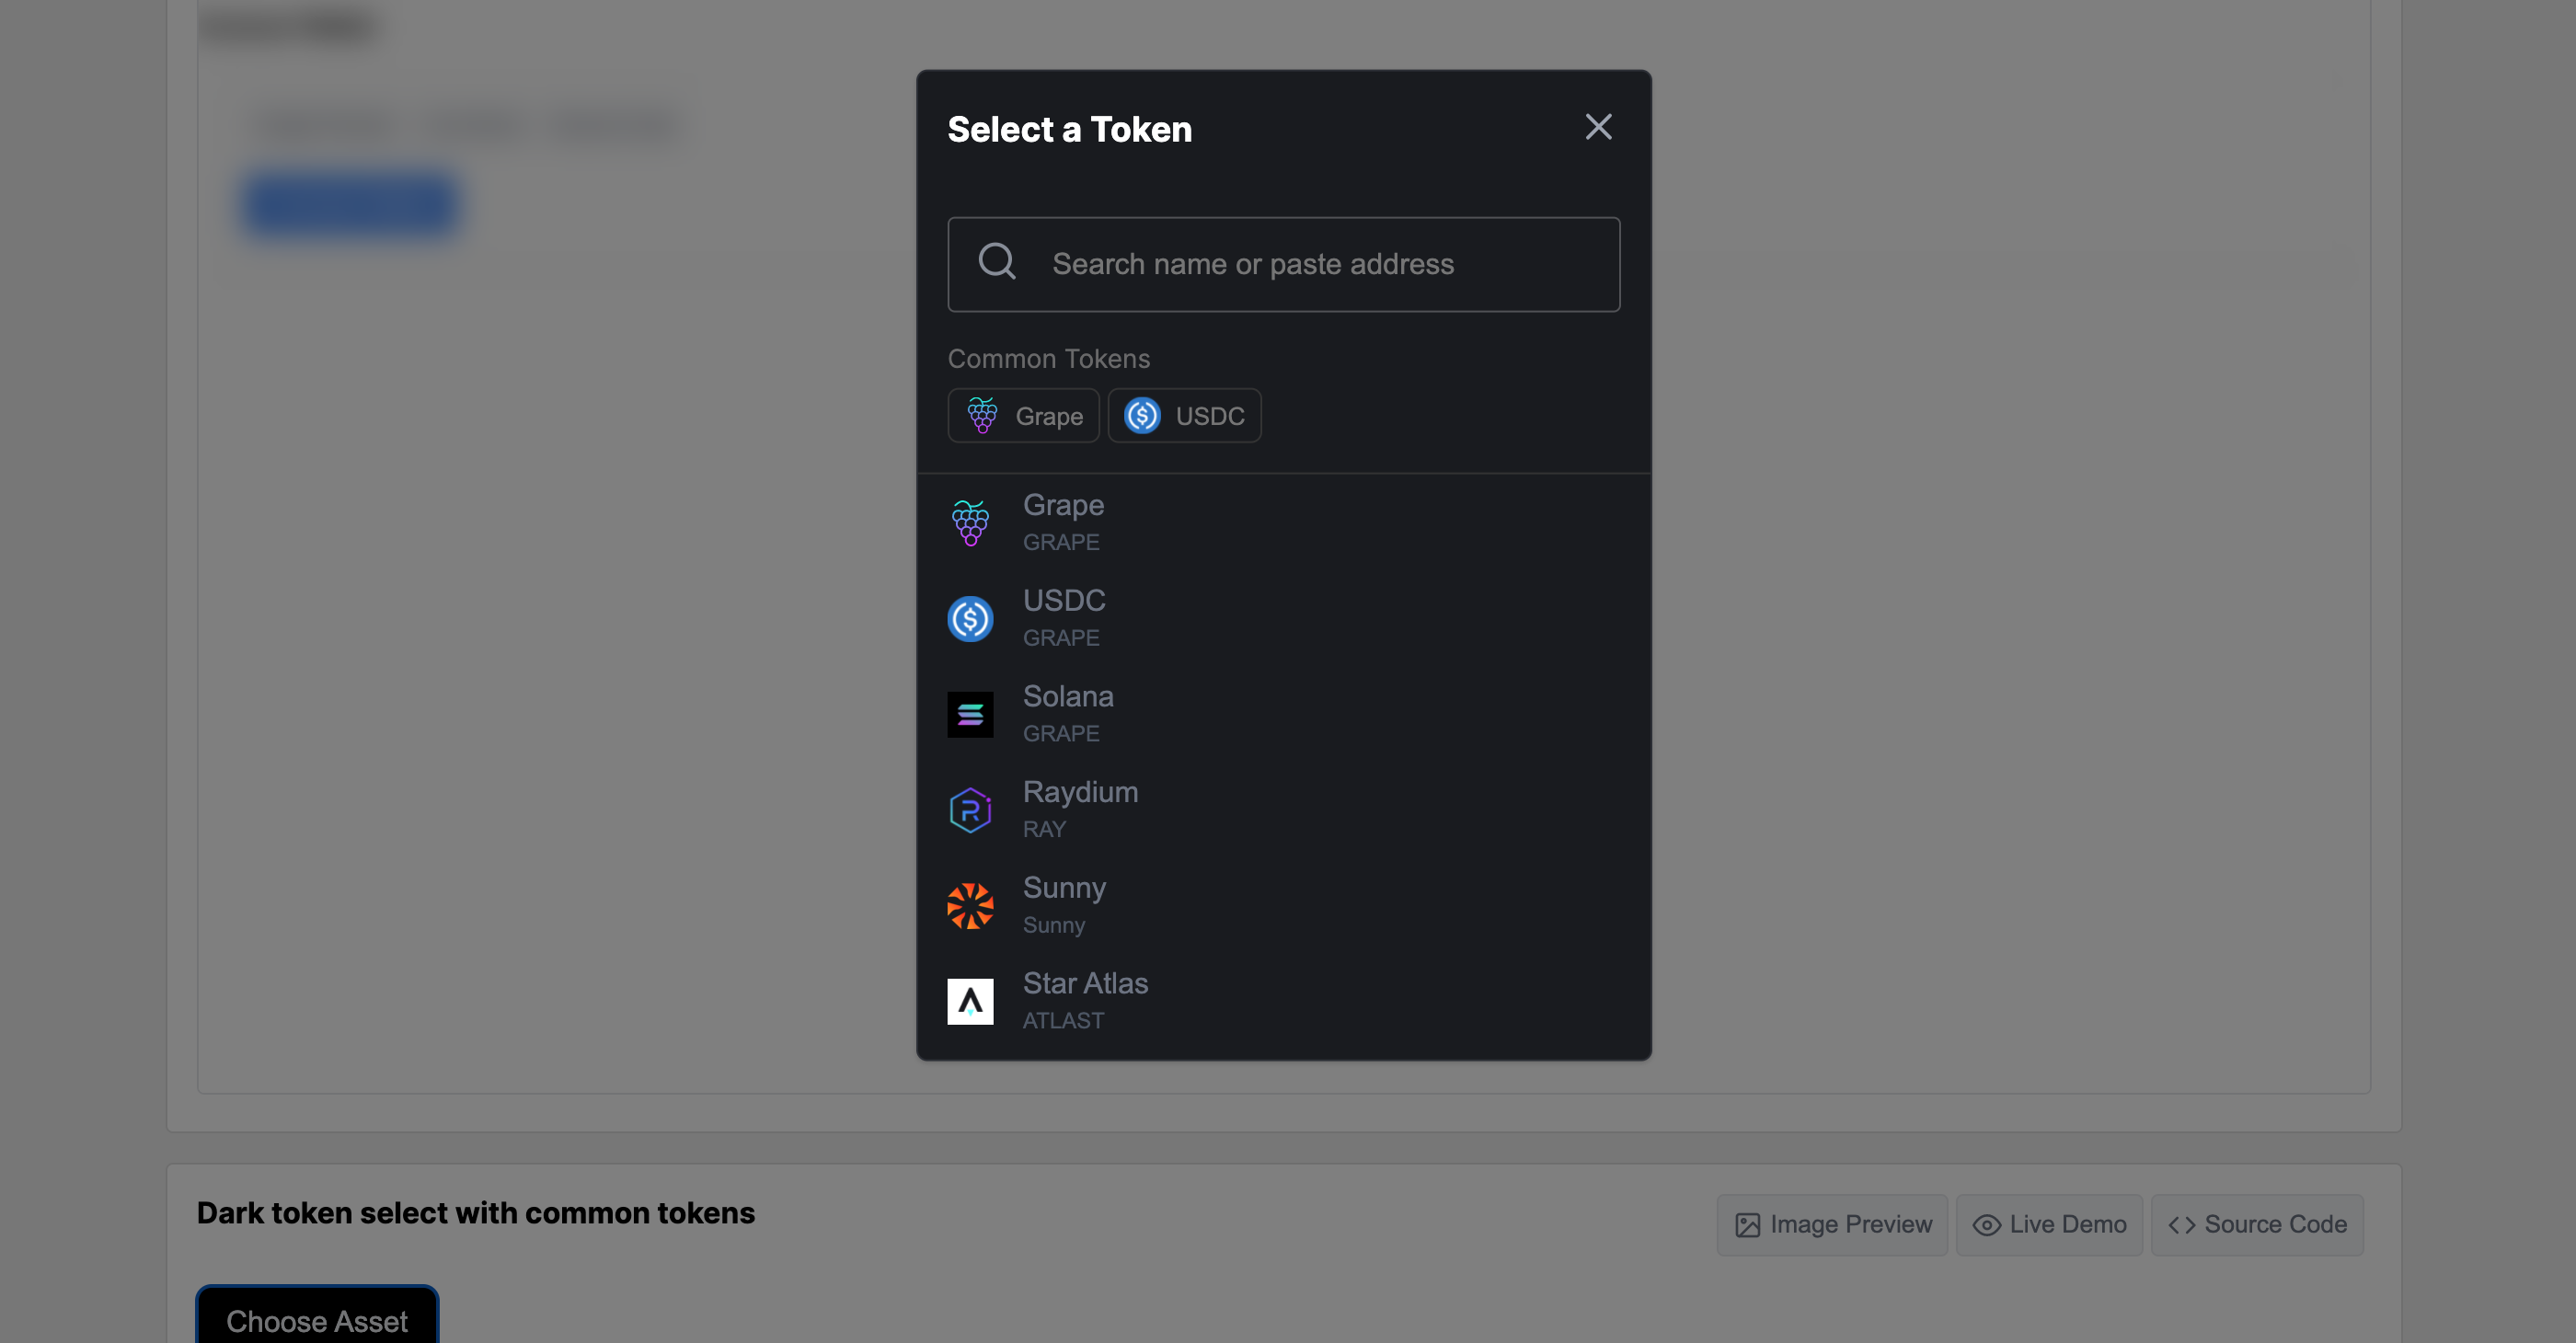 Select a Token
Search name or paste address
Common Tokens
Grape USDC
Grape
GRAPE
USDC
GRAPE
Solana
GRAPE
Raydium
RAY
Sunny
Sunny
Star Atlas
ATLAST
Dark token select with common tokens
Image Preview Live Demo Source Code
Choose Asset